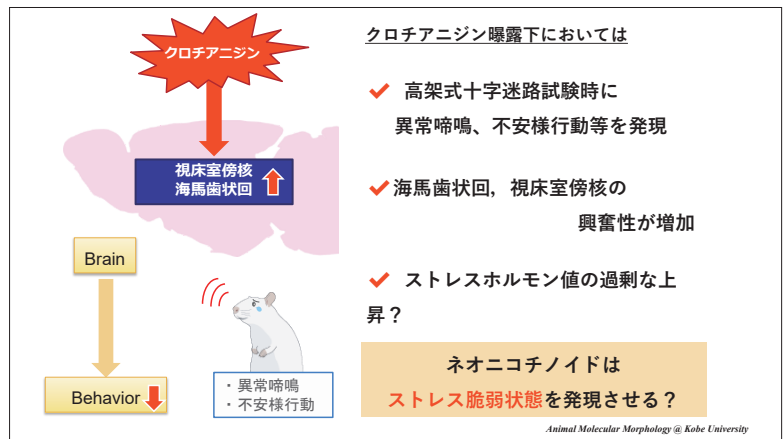 クロチアニジン
視床室傍核
海馬歯状回
Brain
Behavior
・異常啼鳴
・不安様行動
クロチアニジン曝露下においては
高架式十字迷路試験時に
異常啼鳴、不安様行動等を発現
海馬歯状回，視床室傍核の
興奮性が増加
ストレスホルモン値の過剰な上
昇？
ネオニコチノイドは
ストレス脆弱状態を発現させる？
Animal Molecular Morphology @ Kobe University